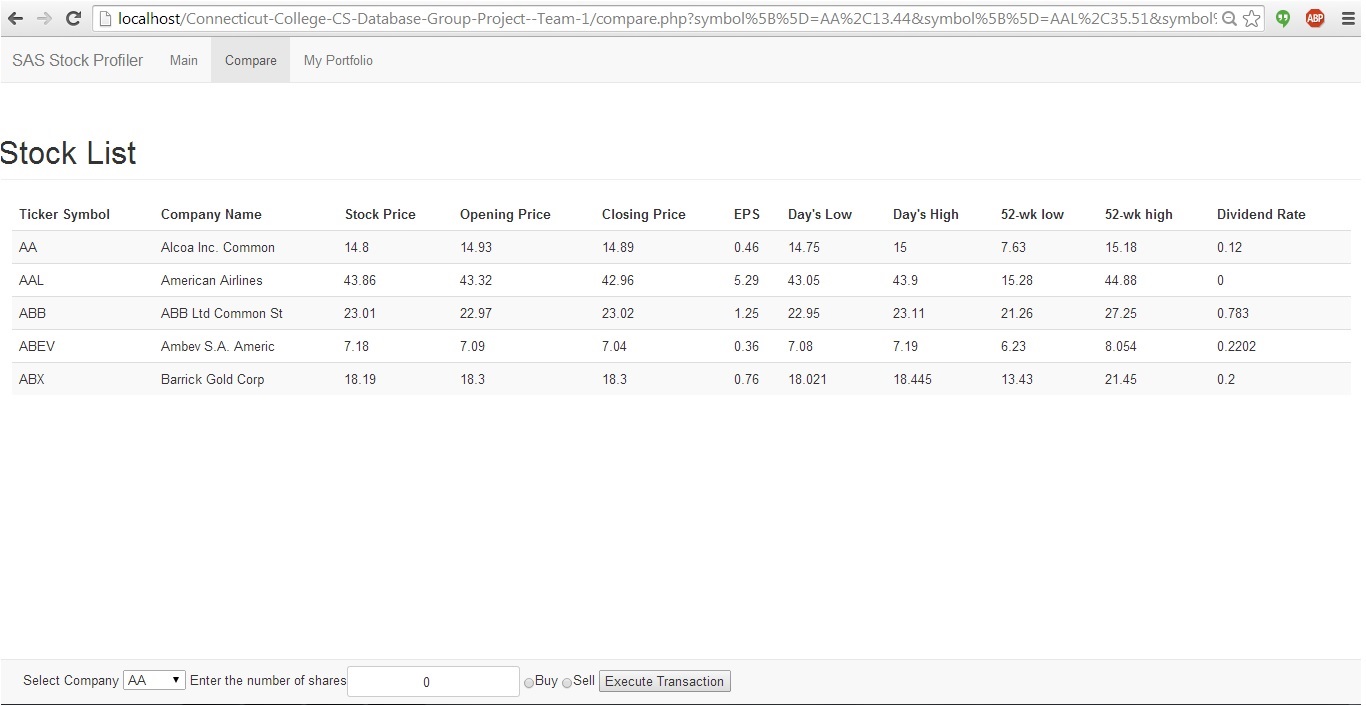 localhost/Connecticut-College-CS-Database-Group-Project--Team-1/compare.php?symbol%5B%5D=AA%2C13.44&symbol%5B%5D=AAL%2C35.51&symbol%
ABP
SAS Stock Profiler Main Compare My Portfolio
Stock List
Ticker Symbol Company Name Stock Price Opening Price Closing Price EPS Day's Low Day's High 52-wk low 52-wk high Dividend Rate
AA Alcoa Inc. Common 14.8 14.93 14.89 0.46 14.75 15 7.63 15.18 0.12
AAL American Airlines 43.86 43.32 42.96 5.29 43.05 43.9 15.28 44.88 0
ABB ABB Ltd Common St 23.01 22.97 23.02 1.25 22.95 23.11 21.26 27.25 0.783
ABEV Ambev S.A. Americ 7.18 7.09 7.04 0.36 7.08 7.19 6.23 8.054 0.2202
ABX Barrick Gold Corp 18.19 18.3 18.3 0.76 18.021 18.445 13.43 21.45 0.2
Select Company AA Enter the number of shares 0 Buy Sell Execute Transaction